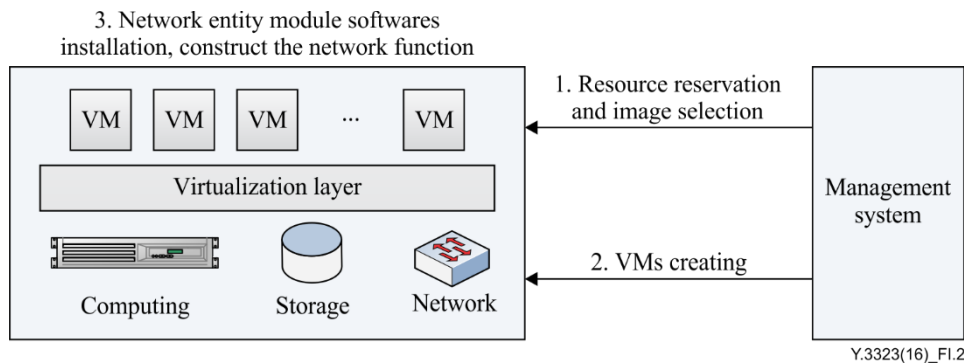 3. Network entity module softwares
installation, construct the network function
1. Resource reservation
and image selection
VM VM VM ... VM
Virtualization layer
Management
system
2. VMs creating
Computing Storage Network
Y.3323(16)_FI.2